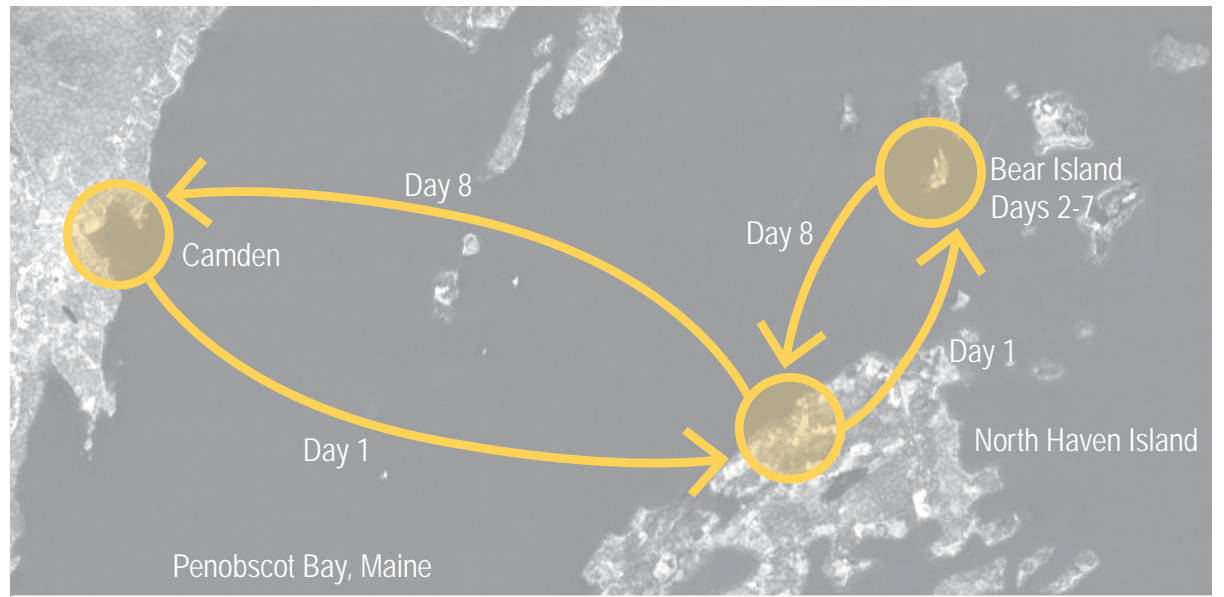 Day 8
Bear Island
Days 2-7
Day 8
Camden
Day 1
Day 1
North Haven Island
Penobscot Bay, Maine